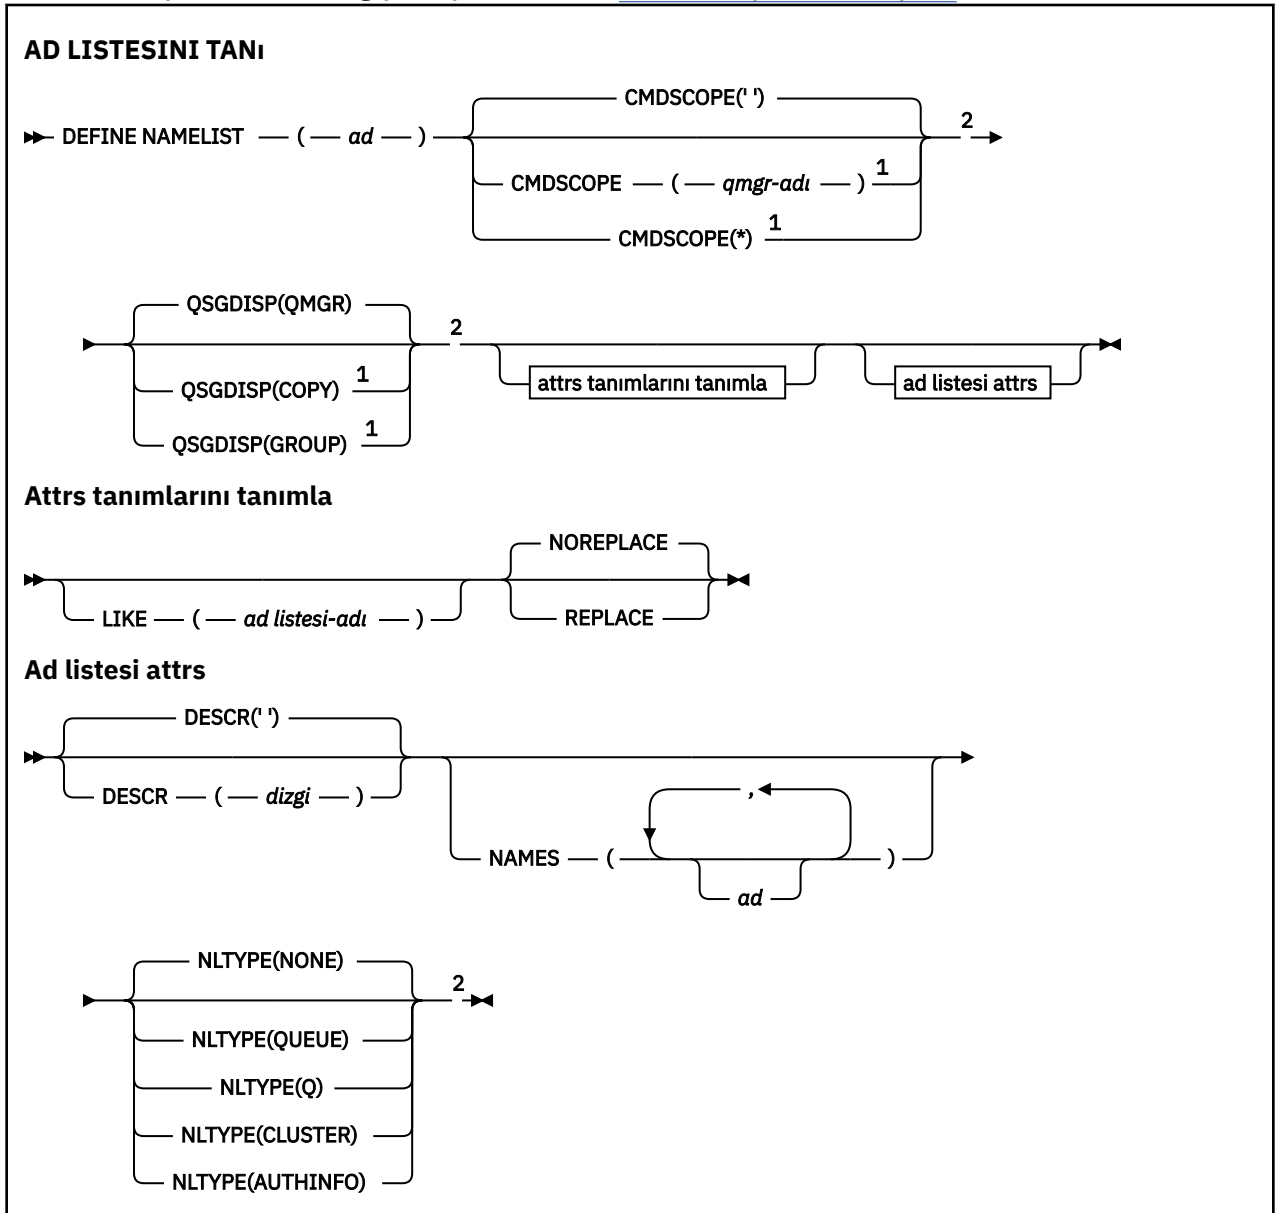 AD LISTESINI TANı
CMDSCOPE(' ')
DEFINE NAMELIST ( ad ) 2
CMDSCOPE ( qmgr-adı ) 1
CMDSCOPE(*) 1
QSGDISP(QMGR)
2
QSGDISP(COPY) 1 attrs tanımlarını tanımla ad listesi attrs
QSGDISP(GROUP) 1
Attrs tanımlarını tanımla
NOREPLACE
LIKE ( ad listesi-adı ) REPLACE
Ad listesi attrs
DESCR(' ')
DESCR ( dizgi ) ,
NAMES ( )
ad
NLTYPE(NONE)
2
NLTYPE(QUEUE)
NLTYPE(Q)
NLTYPE(CLUSTER)
NLTYPE(AUTHINFO)